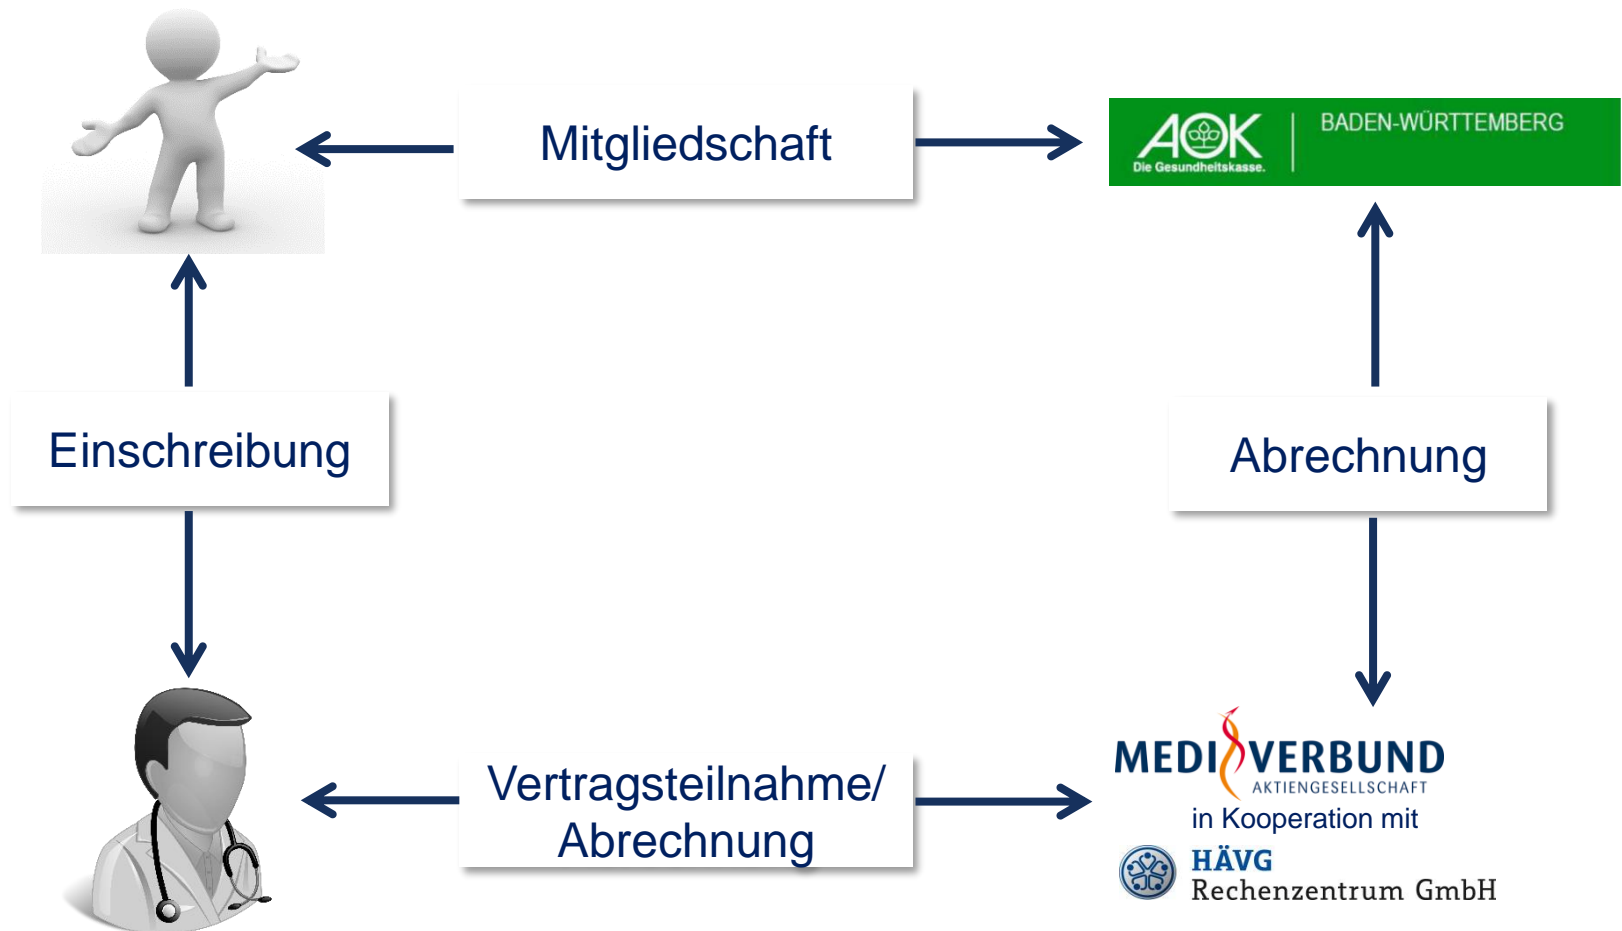 Mitgliedschaft
AOK
Die Gesundheitskasse.
BADEN-WÜRTTEMBERG
Einschreibung
Abrechnung
Vertragsteilnahme/
Abrechnung
MEDI VERBUND
AKTIENGESELLSCHAFT
in Kooperation mit
HÄVG
Rechenzentrum GmbH